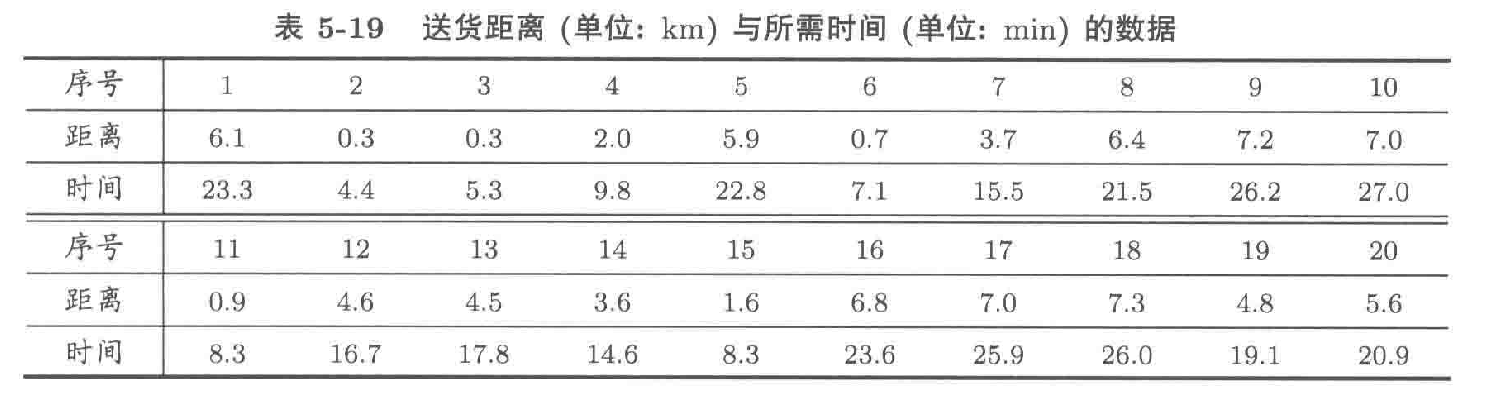 表 5-19 送货距离 (单位: km) 与所需时间 (单位: min) 的数据
序号 1 2 3 4 5 6 7 8 9 10
距离 6.1 0.3 0.3 2.0 5.9 0.7 3.7 6.4 7.2 7.0
时间 23.3 4.4 5.3 9.8 22.8 7.1 15.5 21.5 26.2 27.0
序号 11 12 13 14 15 16 17 18 19 20
距离 0.9 4.6 4.5 3.6 1.6 6.8 7.0 7.3 4.8 5.6
时间 8.3 16.7 17.8 14.6 8.3 23.6 25.9 26.0 19.1 20.9